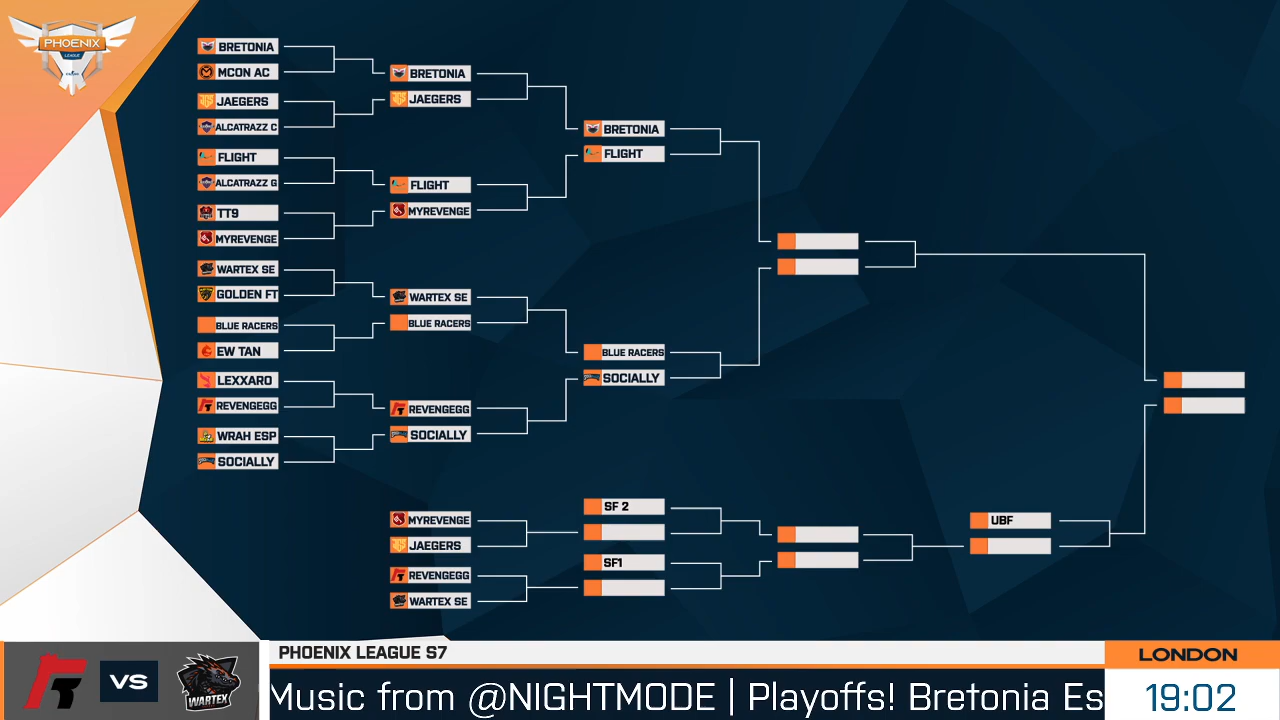 PHOENIX
LEAGUE
BRETONIA
MCON AC
JAEGERS
ALCATRAZZ C
FLIGHT
ALCATRAZZ G
TT9
MYREVENGE
WARTEX SE
GOLDEN FT
BLUE RACERS
EW TAN
LEXXARO
REVENGEGG
WRAH ESP
SOCIALLY
BRETONIA
JAEGERS
FLIGHT
MYREVENGE
WARTEX SE
BLUE RACERS
REVENGEGG
SOCIALLY
BRETONIA
FLIGHT
BLUE RACERS
SOCIALLY
MYREVENGE
JAEGERS
REVENGEGG
WARTEX SE
SF 2
SF1
UBF
VS
WARTEX
PHOENIX LEAGUE S7
Music from @NIGHTMODE | Playoffs! Bretonia Es
LONDON
19:02